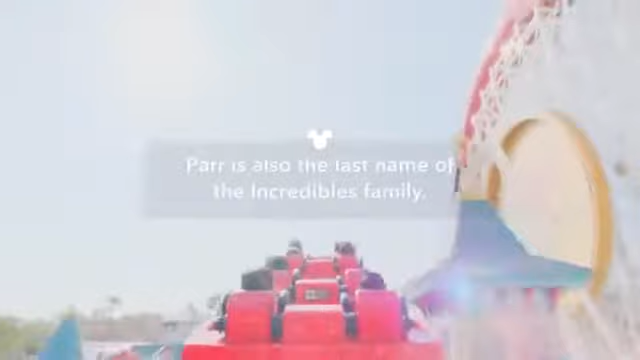 Parr is also the last name of
the Incredibles family.